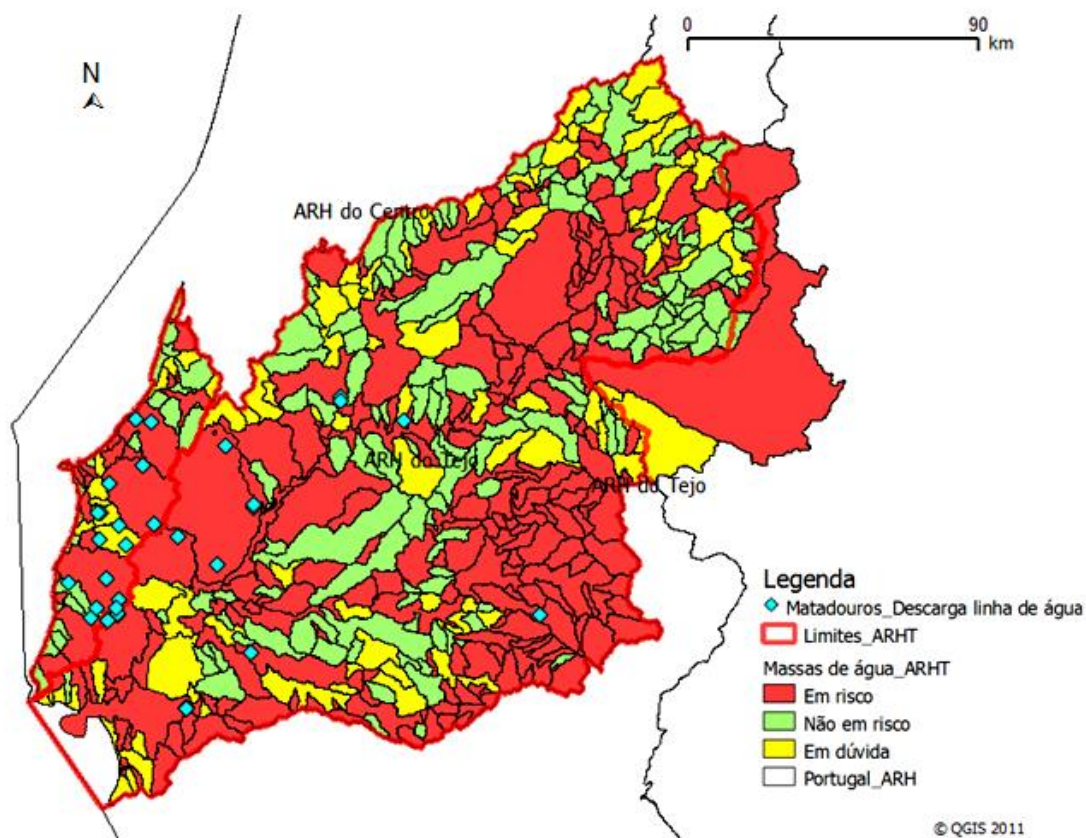 0 90
km
N
ARH do Centro
ARH do Tejo
ARH do Tejo
Legenda
Matadouros_Descarga linha de água
Limites_ARHT
Massas de água_ARHT
Em risco
Não em risco
Em dúvida
Portugal_ARH
© QGIS 2011